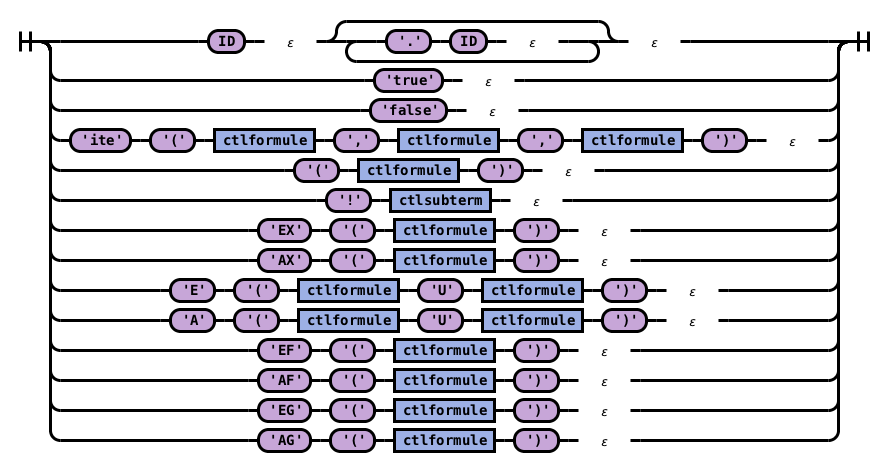 ID ε '.' ID ε ε
'true' ε
'false' ε
'ite' '(' ctlformule ',' ctlformule ',' ctlformule ')' ε
'(' ctlformule ')' ε
'!' ctlsubterm ε
'EX' '(' ctlformule ')' ε
'AX' '(' ctlformule ')' ε
'E' '(' ctlformule 'U' ctlformule ')' ε
'A' '(' ctlformule 'U' ctlformule ')' ε
'EF' '(' ctlformule ')' ε
'AF' '(' ctlformule ')' ε
'EG' '(' ctlformule ')' ε
'AG' '(' ctlformule ')' ε